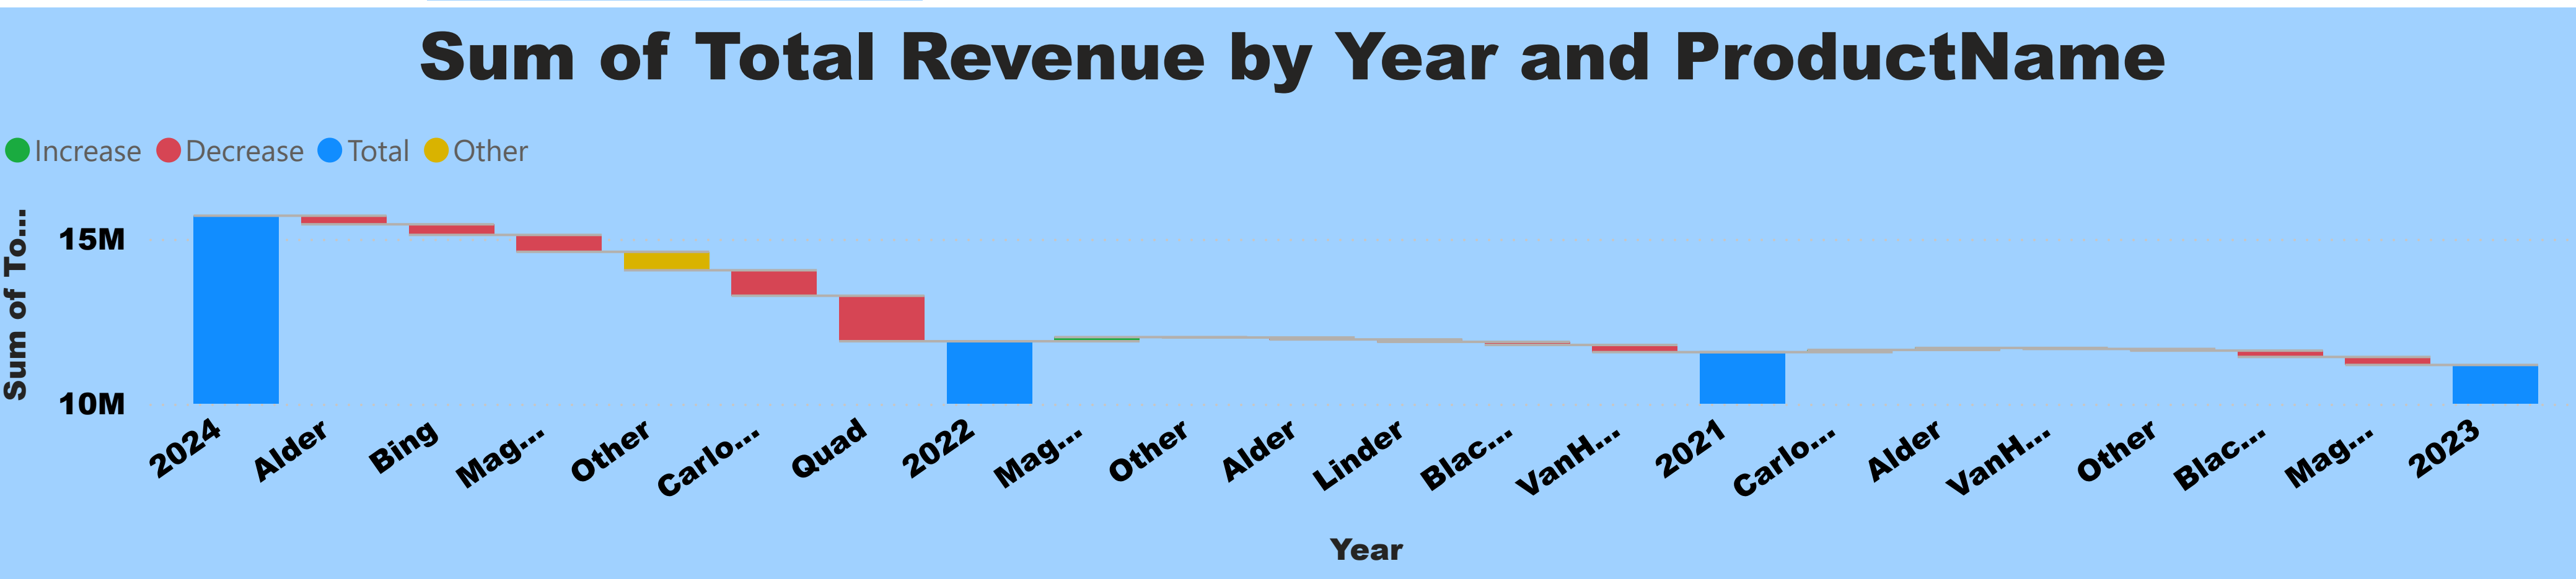 Sum of Total Revenue by Year and ProductName
Increase Decrease Total Other
Sum of To...
15M
10M
2024 Alder Bing Mag... Other Carlo... Quad 2022 Mag... Other Alder Linder Blac... VanH... 2021 Carlo... Alder VanH... Other Blac... Mag... 2023
Year